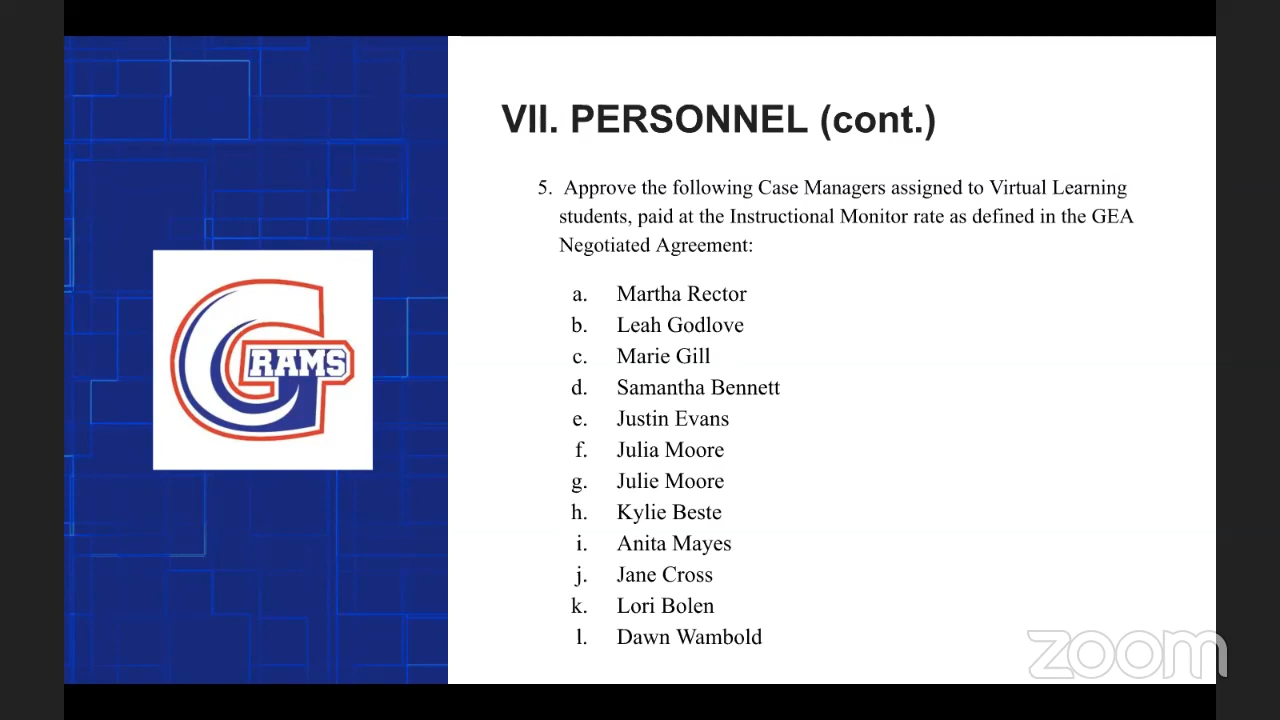 VII. PERSONNEL (cont.)
5. Approve the following Case Managers assigned to Virtual Learning
students, paid at the Instructional Monitor rate as defined in the GEA
Negotiated Agreement:
a. Martha Rector
b. Leah Godlove
c. Marie Gill
d. Samantha Bennett
e. Justin Evans
f. Julia Moore
g. Julie Moore
h. Kylie Beste
i. Anita Mayes
j. Jane Cross
k. Lori Bolen
l. Dawn Wambold
G RAMS
zoom